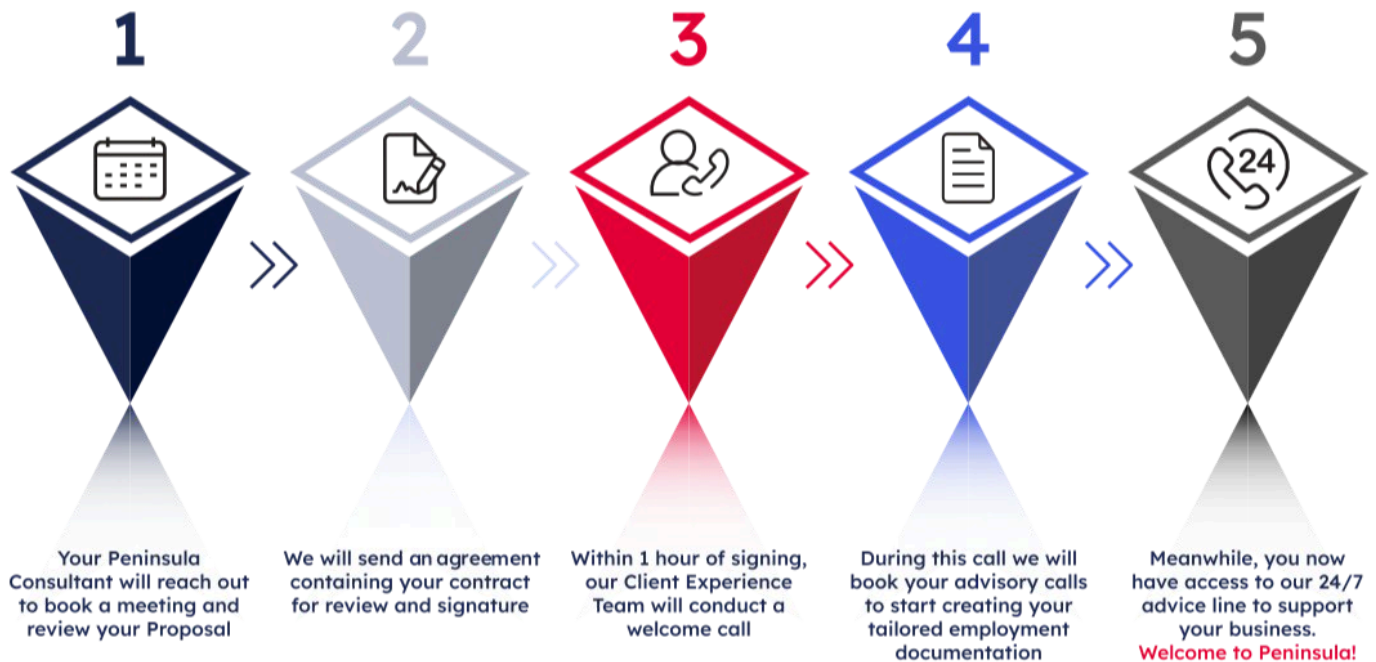 1
2
3
4
5
24
Your Peninsula
Consultant will reach out
to book a meeting and
review your Proposal
We will send an agreement
containing your contract
for review and signature
Within 1 hour of signing,
our Client Experience
Team will conduct a
welcome call
During this call we will
book your advisory calls
to start creating your
tailored employment
documentation
Meanwhile, you now
have access to our 24/7
advice line to support
your business.
Welcome to Peninsula!